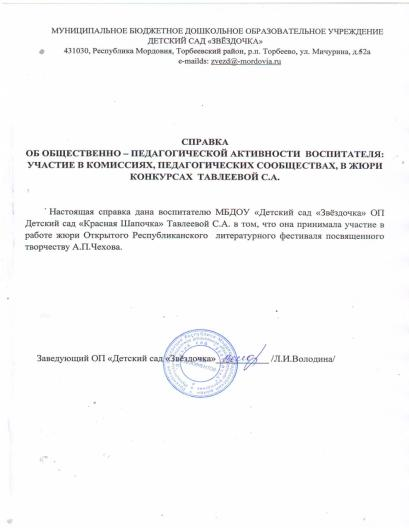 МУНИЦИПАЛЬНОЕ БЮДЖЕТНОЕ ДОШКОЛЬНОЕ ОБРАЗОВАТЕЛЬНОЕ УЧРЕЖДЕНИЕ
ДЕТСКИЙ САД «ЗВЁЗДОЧКА»
431030, Республика Мордовия, Торбеевский район, р.п. Торбеево, ул. Мичурина, д.62а
e-mailds: zvezd@-mordovia.ru
СПРАВКА
ОБ ОБЩЕСТВЕННО – ПЕДАГОГИЧЕСКОЙ АКТИВНОСТИ ВОСПИТАТЕЛЯ:
УЧАСТИЕ В КОМИССИЯХ, ПЕДАГОГИЧЕСКИХ СООБЩЕСТВАХ, В ЖЮРИ
КОНКУРСАХ ТАВЛЕЕВОЙ С.А.
Настоящая справка дана воспитателю МБДОУ «Детский сад «Звёздочка» ОП
Детский сад «Красная Шапочка» Тавлеевой С.А. в том, что она принимала участие в
работе жюри Открытого Республиканского литературного фестиваля посвященного
творчеству А.П.Чехова.
Заведующий ОП «Детский сад «Звёздочка» /Л.И.Володина/